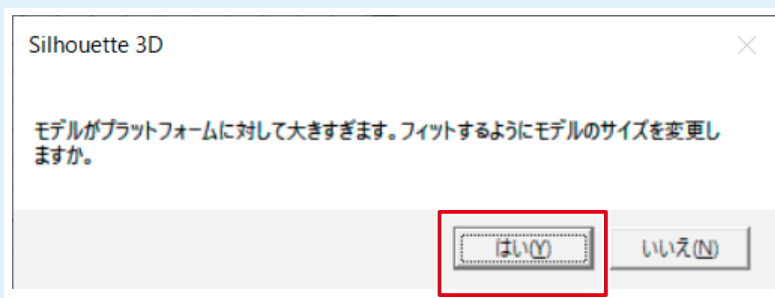 Silhouette 3D
モデルがプラットフォームに対して大きすぎます。フィットするようにモデルのサイズを変更し
ますか。
はい(Y)
いいえ(N)